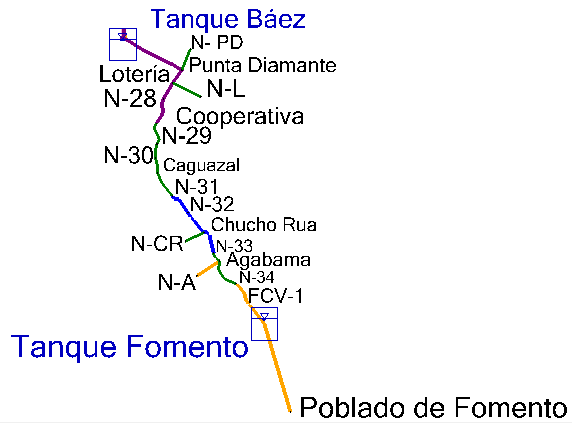 Tanque Báez
N- PD
Punta Diamante
Lotería
N-L
N-28
Cooperativa
N-29
N-30
Caguazal
N-31
N-32
Chucho Rua
N-CR
N-33
Agabama
N-A
N-34
FCV-1
Tanque Fomento
Poblado de Fomento